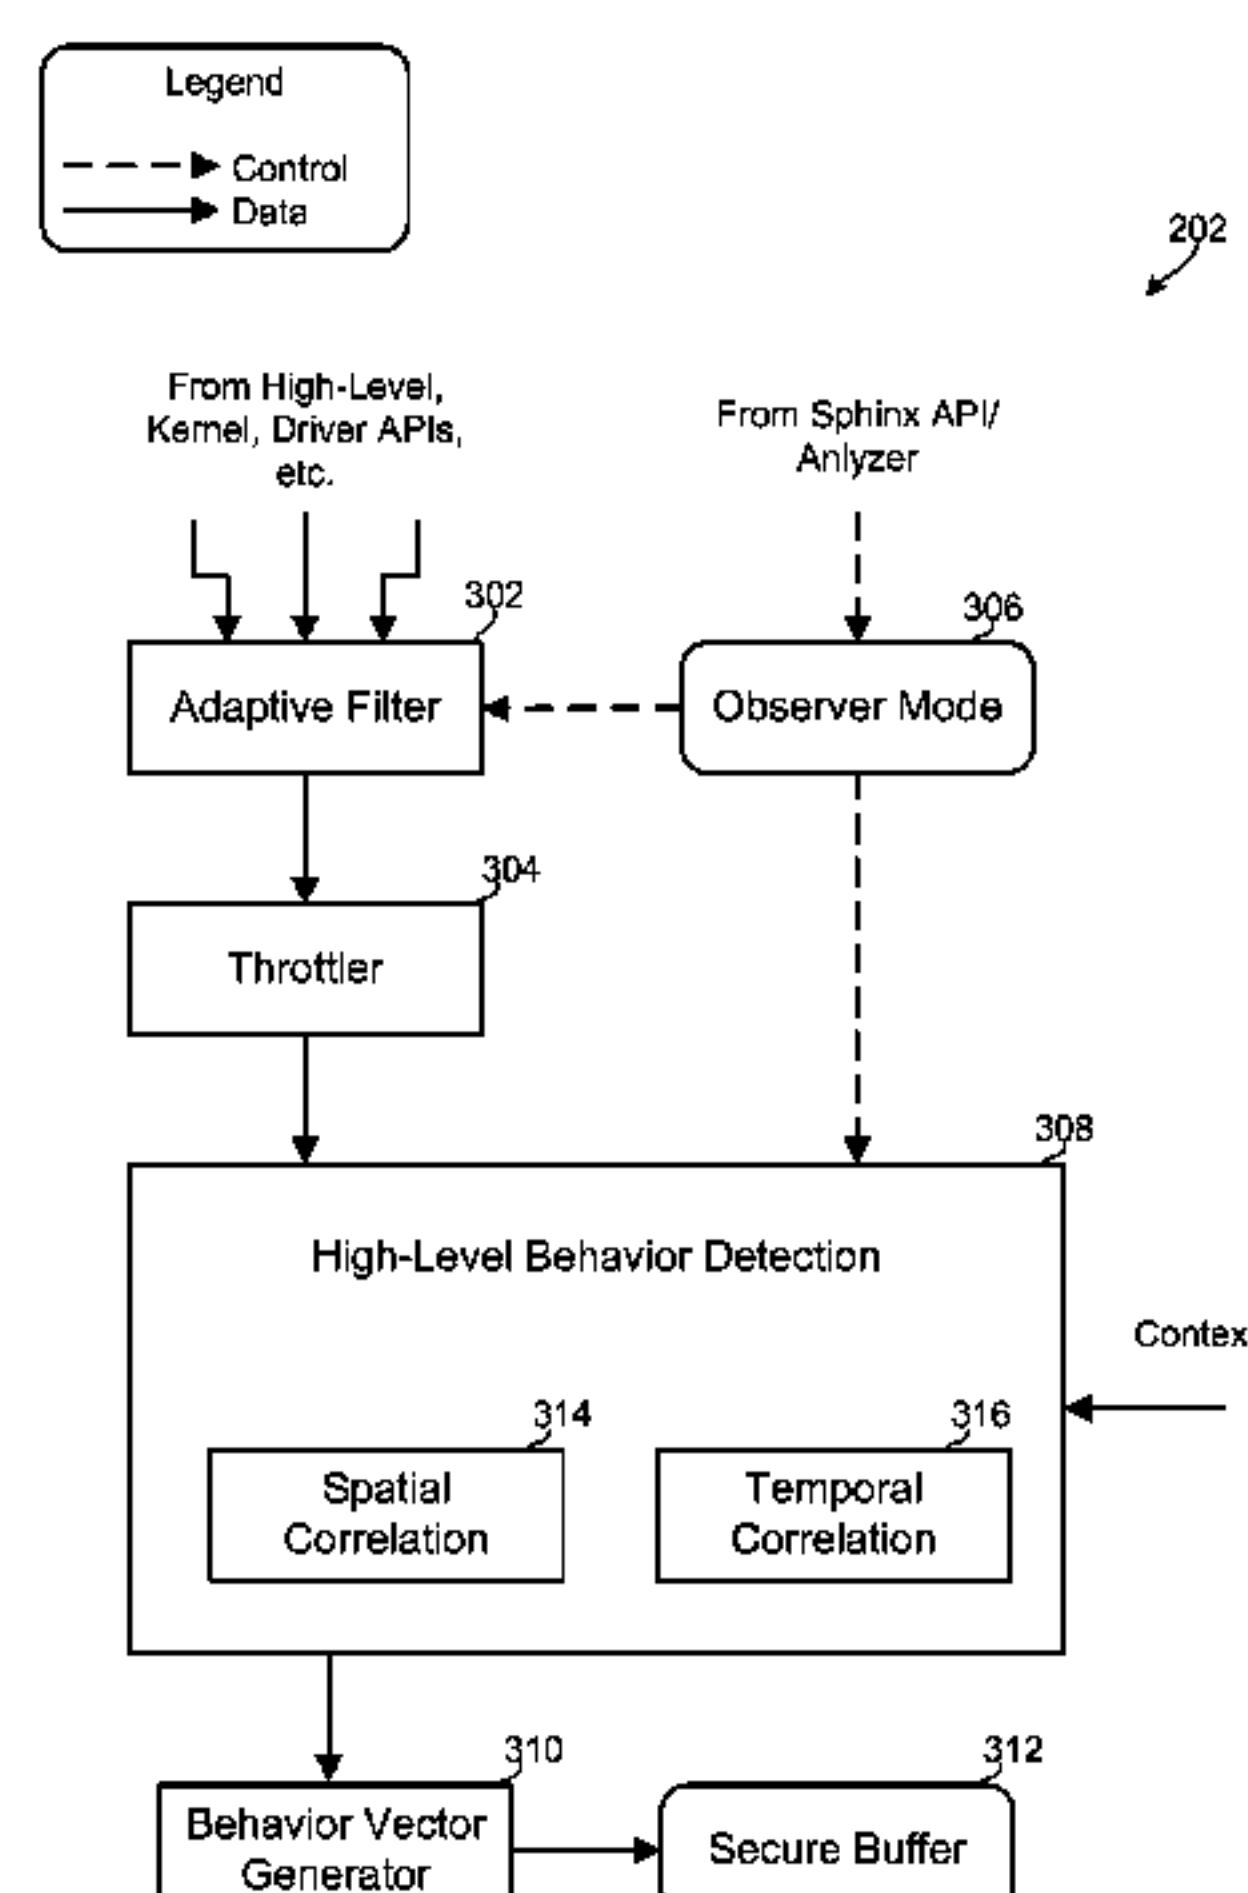 Legend
Control
Data
202
From High-Level,
Kernel, Driver APIs,
etc.
From Sphinx API/
Anlyzer
302
306
Adaptive Filter
Observer Mode
304
Throttler
308
High-Level Behavior Detection
Contex
314
316
Spatial
Correlation
Temporal
Correlation
310
312
Behavior Vector
Generator
Secure Buffer